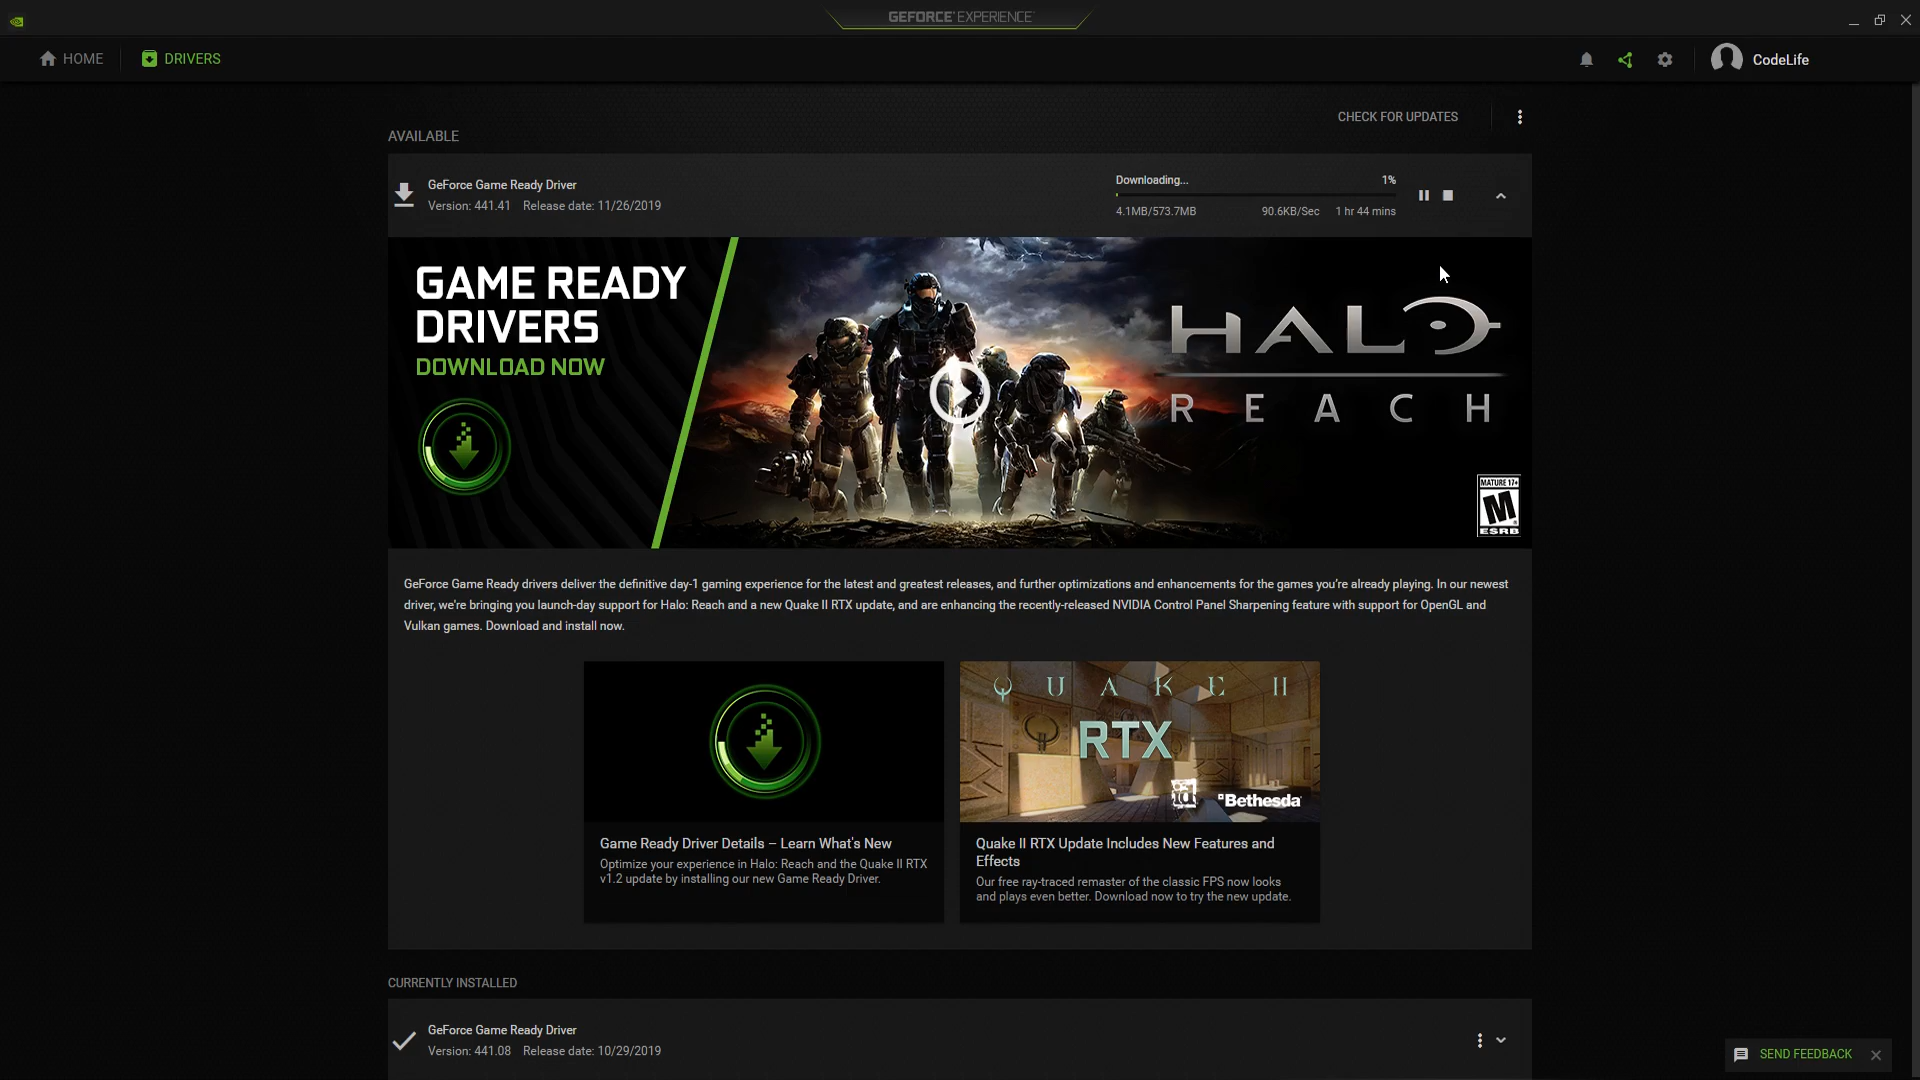 GEFORCE® EXPERIENCE™
HOME
DRIVERS
CodeLife
CHECK FOR UPDATES
AVAILABLE
GeForce Game Ready Driver
Version: 441.41 Release date: 11/26/2019
Downloading... 1%
4.1MB/573.7MB 90.6KB/Sec 1 hr 44 mins
GAME READY
DRIVERS
DOWNLOAD NOW
HALO
REACH
MATURE 17+
M
ESRB
GeForce Game Ready drivers deliver the definitive day-1 gaming experience for the latest and greatest releases, and further optimizations and enhancements for the games you're already playing. In our newest
driver, we're bringing you launch-day support for Halo: Reach and a new Quake II RTX update, and are enhancing the recently-released NVIDIA Control Panel Sharpening feature with support for OpenGL and
Vulkan games. Download and install now.
Game Ready Driver Details – Learn What's New
Optimize your experience in Halo: Reach and the Quake II RTX
v1.2 update by installing our new Game Ready Driver.
QUAKE II
RTX
id
Bethesda
Quake II RTX Update Includes New Features and
Effects
Our free ray-traced remaster of the classic FPS now looks
and plays even better. Download now to try the new update.
CURRENTLY INSTALLED
GeForce Game Ready Driver
Version: 441.08 Release date: 10/29/2019
SEND FEEDBACK